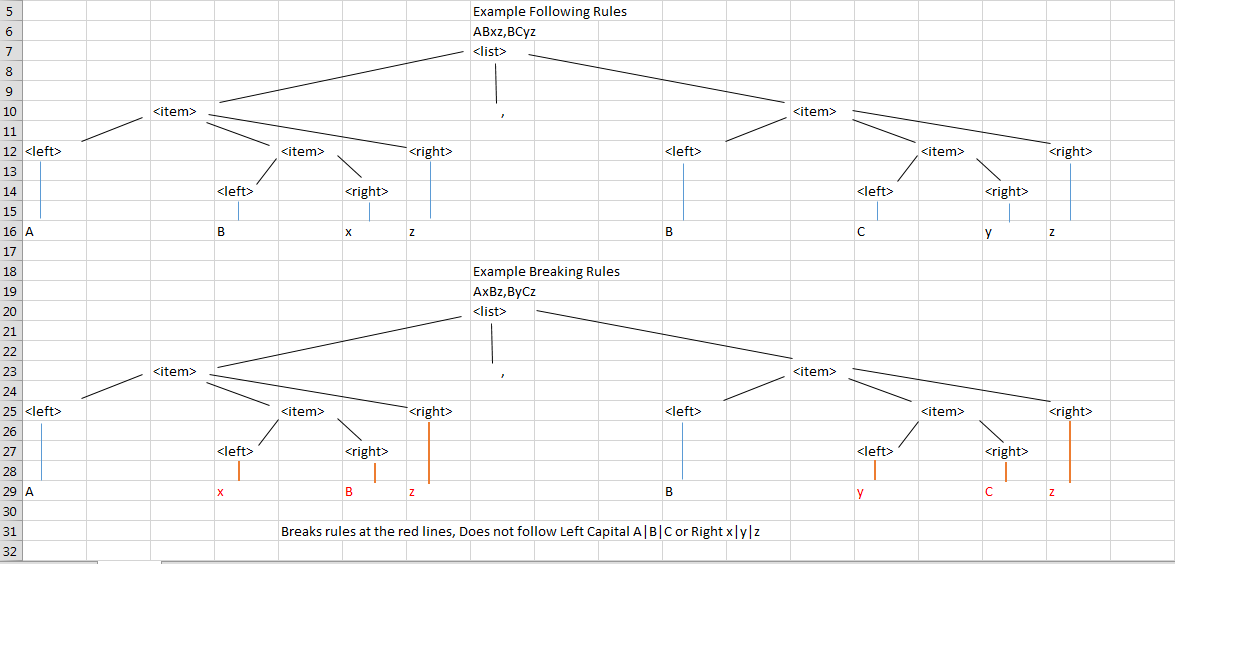 5 Example Following Rules
6 ABxz,BCyz
7 <list>
8
9
10 <item> , <item>
11
12 <left> <item> <right> <left> <item> <right>
13
14 <left> <right> <left> <right>
15
16 A B x z B C y z
17
18 Example Breaking Rules
19 AxBz,ByCz
20 <list>
21
22
23 <item> , <item>
24
25 <left> <item> <right> <left> <item> <right>
26
27 <left> <right> <left> <right>
28
29 A x B z B y C z
30
31 Breaks rules at the red lines, Does not follow Left Capital A|B|C or Right x|y|z
32